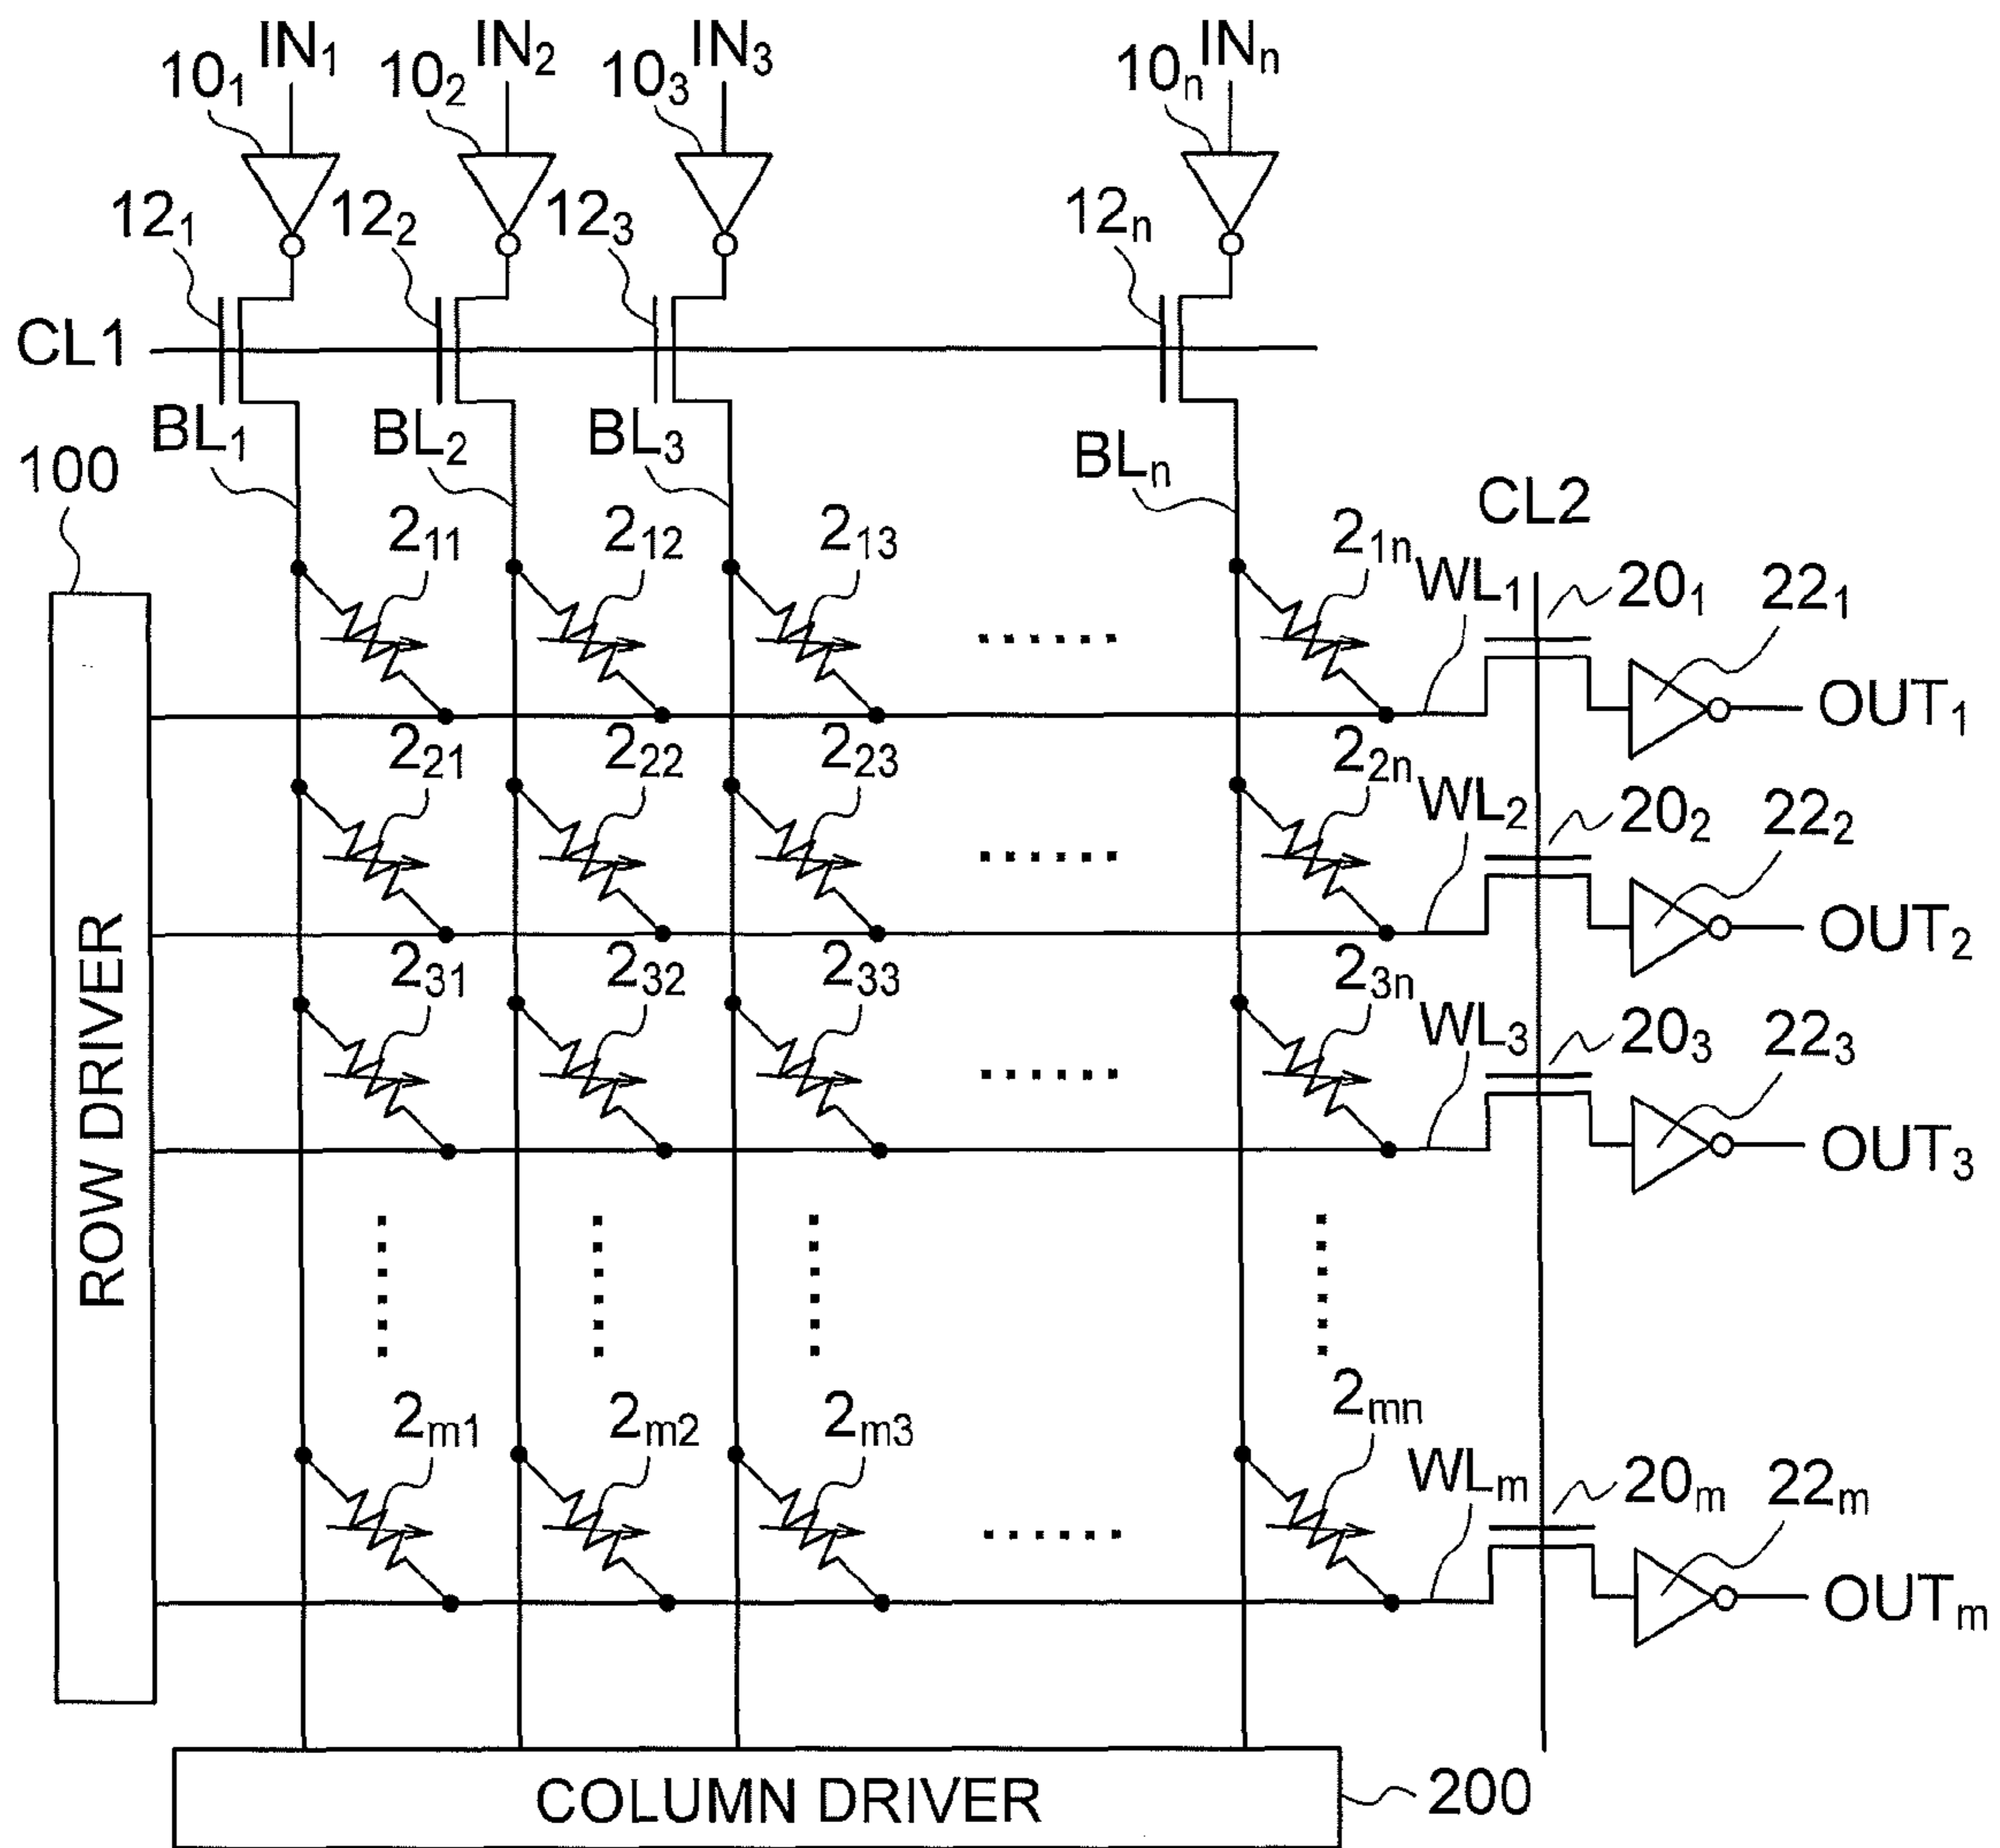 IN₁ IN₂ IN₃ INₙ
10₁ 10₂ 10₃ 10ₙ
12₁ 12₂ 12₃ 12ₙ
CL1
BL₁ BL₂ BL₃ BLₙ
100
CL2
2₁₁ 2₁₂ 2₁₃ 2₁ₙ
WL₁ 20₁ 22₁
OUT₁
2₂₁ 2₂₂ 2₂₃ 2₂ₙ
WL₂ 20₂ 22₂
OUT₂
2₃₁ 2₃₂ 2₃₃ 2₃ₙ
WL₃ 20₃ 22₃
OUT₃
ROW DRIVER
2ₘ₁ 2ₘ₂ 2ₘ₃ 2ₘₙ
WLₘ 20ₘ 22ₘ
OUTₘ
COLUMN DRIVER
200